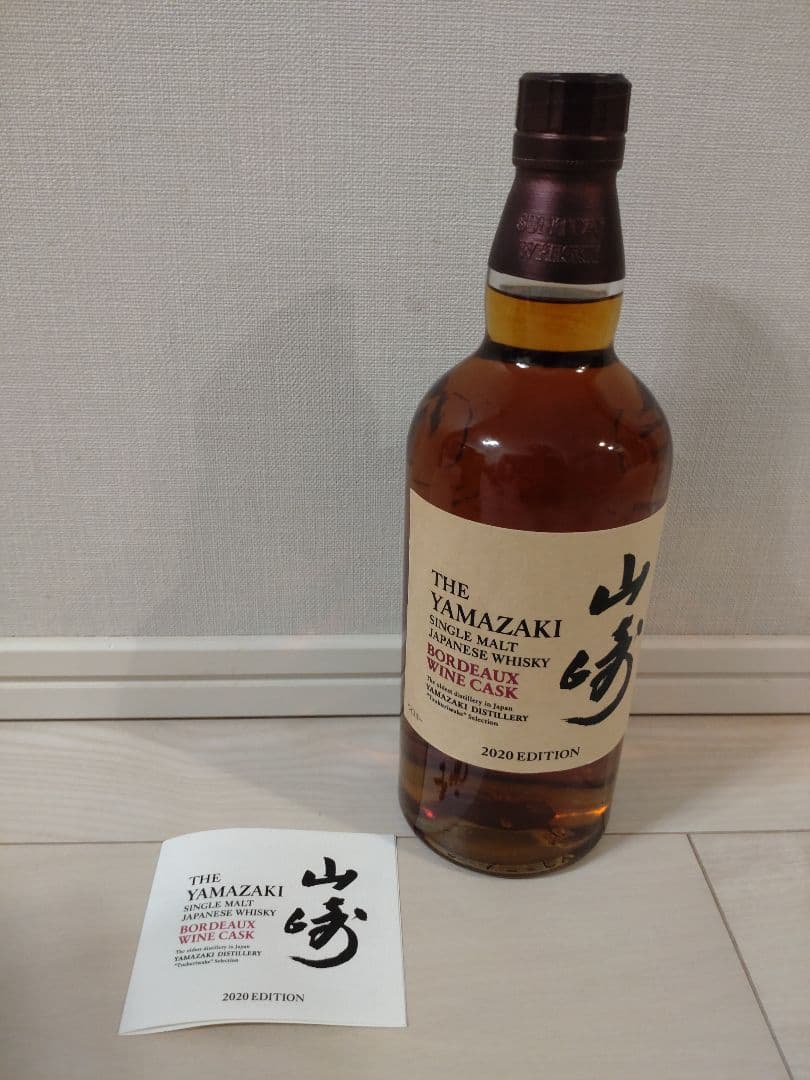 SUNTORY
WHISKY
THE
YAMAZAKI
SINGLE MALT
JAPANESE WHISKY
BORDEAUX
WINE CASK
The oldest distillery in Japan
YAMAZAKI DISTILLERY
"Tsukuriwake" Selection
山崎
2020 EDITION
THE
YAMAZAKI
SINGLE MALT
JAPANESE WHISKY
BORDEAUX
WINE CASK
The oldest distillery in Japan
YAMAZAKI DISTILLERY
"Tsukuriwake" Selection
山崎
2020 EDITION